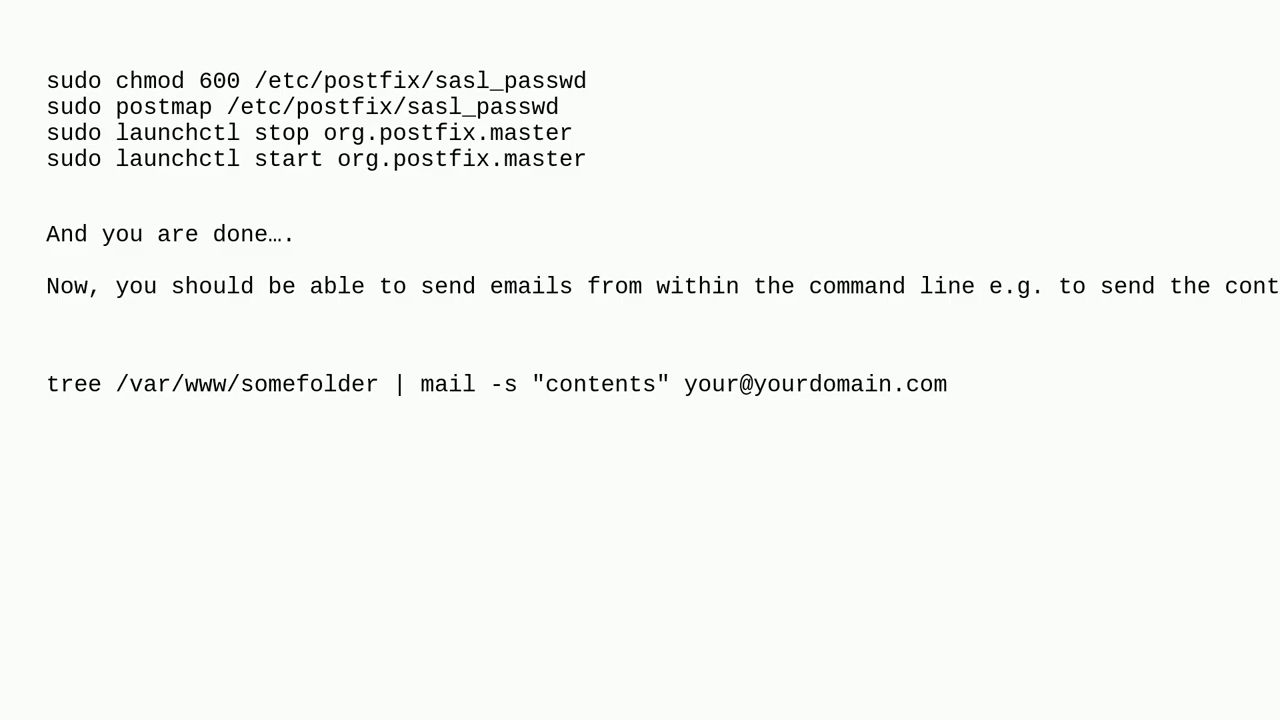 sudo chmod 600 /etc/postfix/sasl_passwd
sudo postmap /etc/postfix/sasl_passwd
sudo launchctl stop org.postfix.master
sudo launchctl start org.postfix.master
And you are done….
Now, you should be able to send emails from within the command line e.g. to send the cont
tree /var/www/somefolder | mail -s "contents" your@yourdomain.com